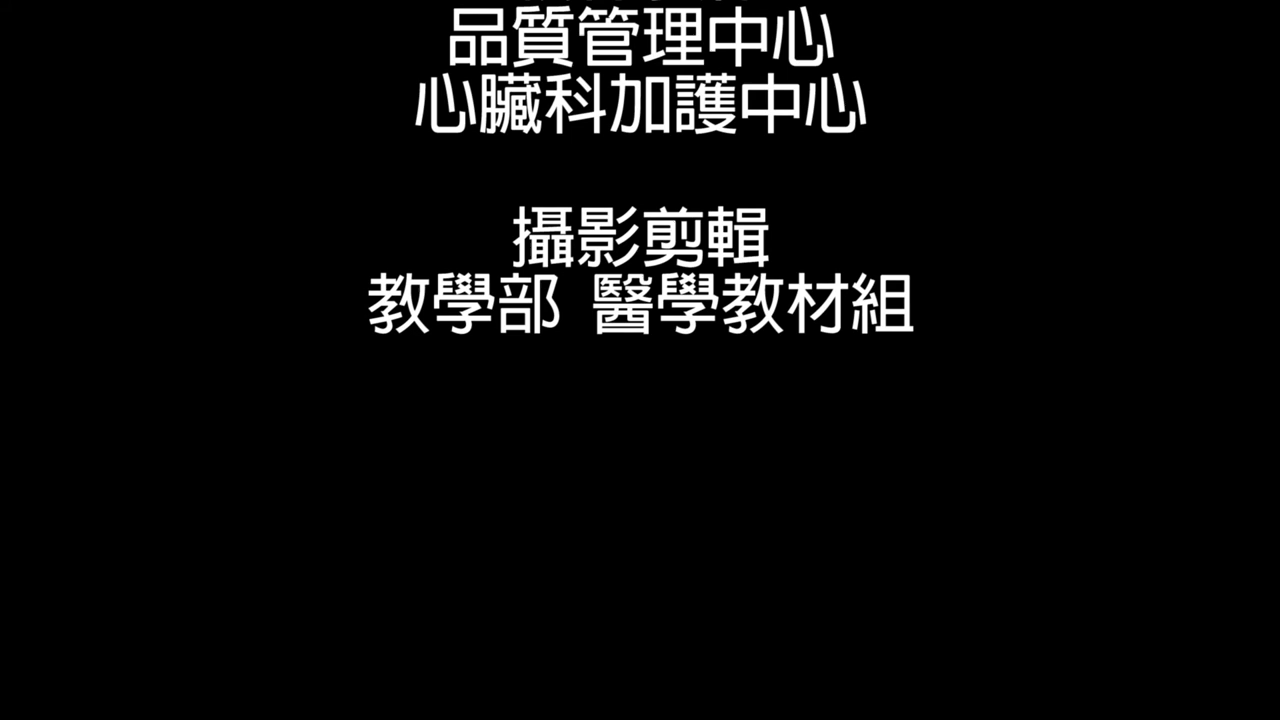 品質管理中心
心臟科加護中心
攝影剪輯
教學部 醫學教材組